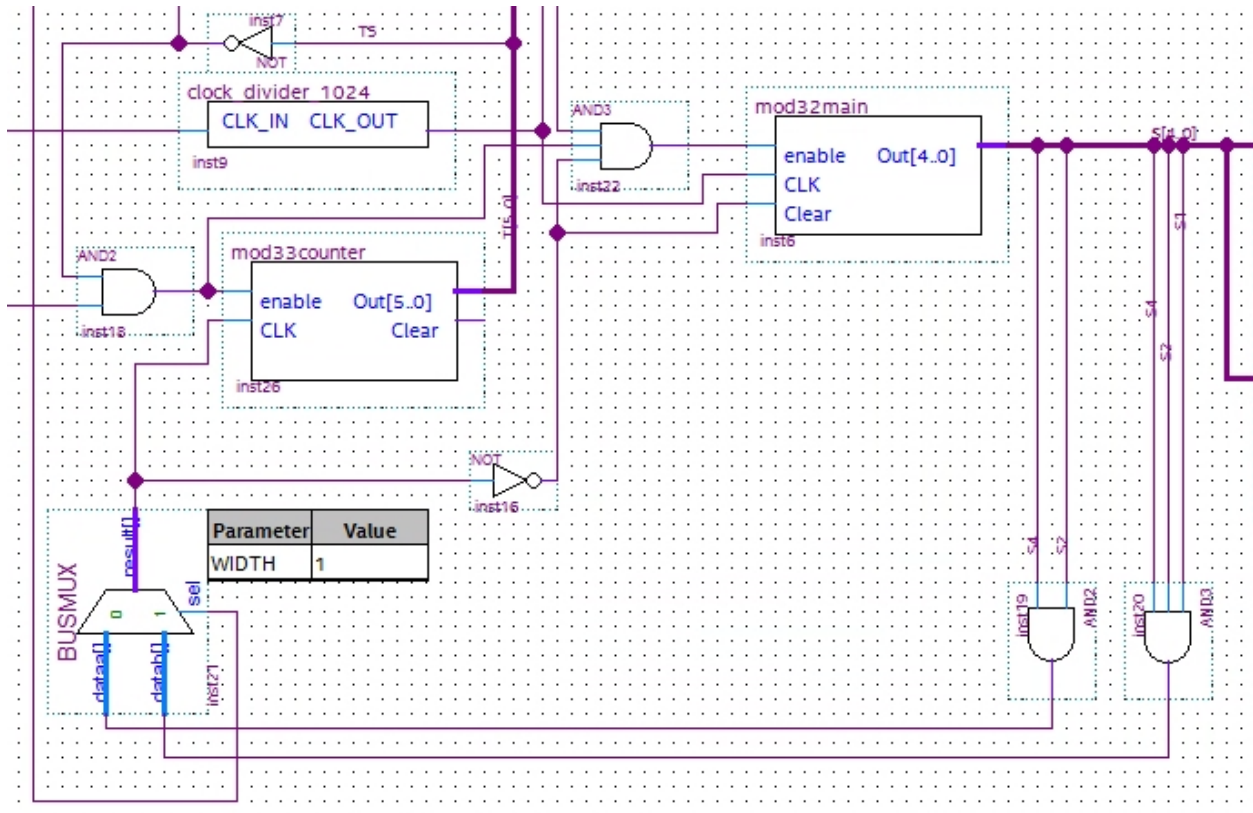 inst7
T5
NOT
clock_divider_1024
CLK_IN CLK_OUT
inst9
AND3
inst22
mod32main
enable Out[4..0]
CLK
Clear
inst6
S[4..0]
S1
S4
S2
T[5..0]
AND2
inst18
mod33counter
enable Out[5..0]
CLK Clear
inst26
NOT
inst16
Parameter Value
WIDTH 1
BUSMUX
result[]
sel
0 1
dataa[]
datab[]
inst21
S4
S2
inst19
AND2
inst20
AND3